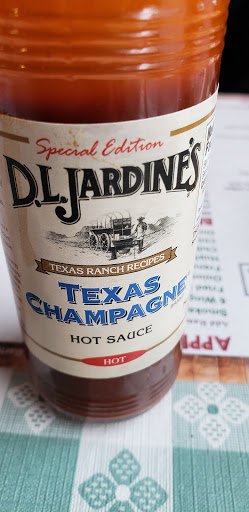 Special Edition
D.L. JARDINE'S
TEXAS RANCH RECIPES
TEXAS
CHAMPAGNE
HOT SAUCE
HOT
APP